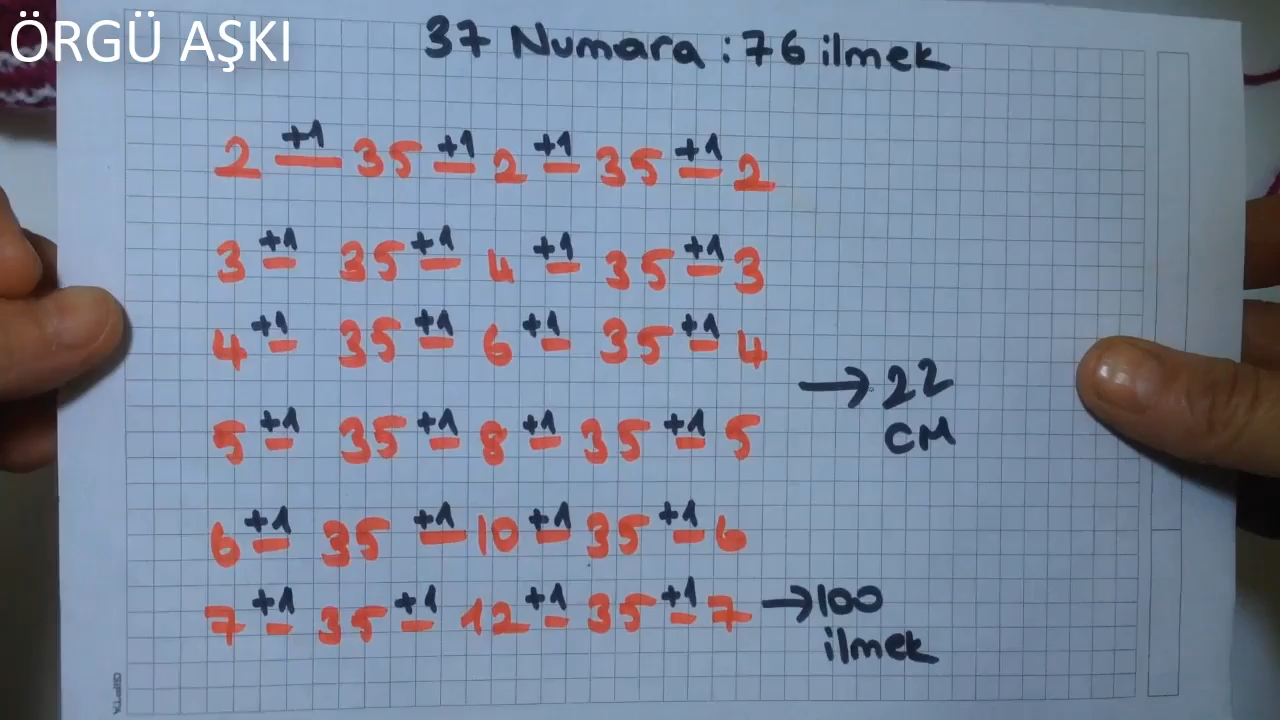 ÖRGÜ AŞKI
37 Numara : 76 ilmek
2 +1 — 35 +1 — 2 +1 — 35 +1 — 2
3 +1 — 35 +1 — 4 +1 — 35 +1 — 3
4 +1 — 35 +1 — 6 +1 — 35 +1 — 4
→ 22
CM
5 +1 — 35 +1 — 8 +1 — 35 +1 — 5
6 +1 — 35 +1 — 10 +1 — 35 +1 — 6
7 +1 — 35 +1 — 12 +1 — 35 +1 — 7 → 100
ilmek